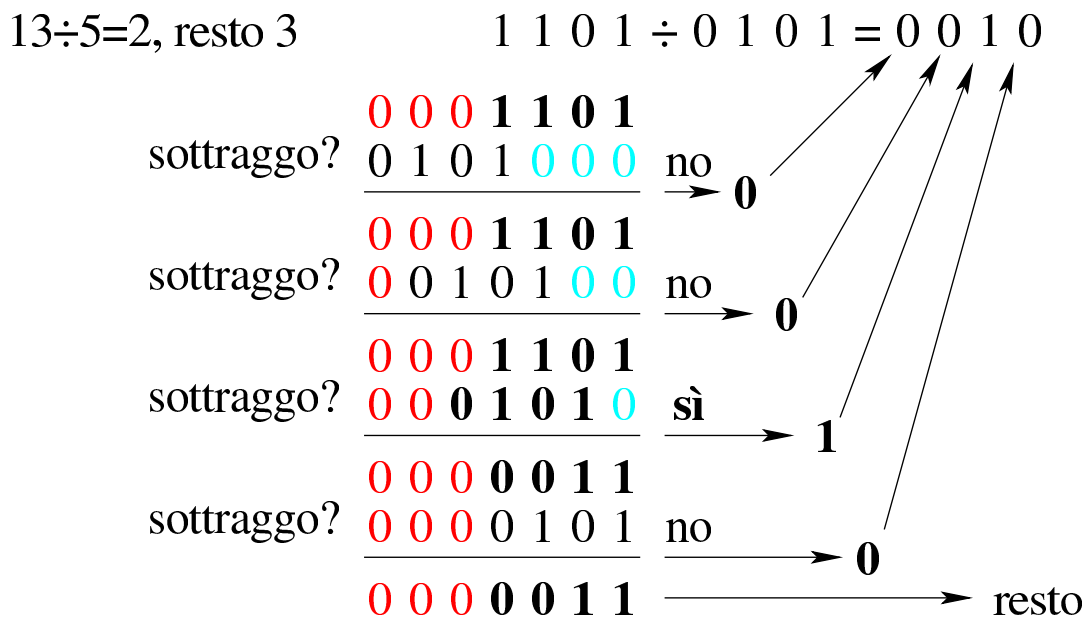 13÷5=2, resto 3 1 1 0 1 ÷ 0 1 0 1 = 0 0 1 0
0 0 0 1 1 0 1
sottraggo? 0 1 0 1 0 0 0 no
0
0 0 0 1 1 0 1
sottraggo? 0 0 1 0 1 0 0 no
0
0 0 0 1 1 0 1
sottraggo? 0 0 0 1 0 1 0 sì
1
0 0 0 0 0 1 1
sottraggo? 0 0 0 0 1 0 1 no
0
0 0 0 0 0 1 1 resto